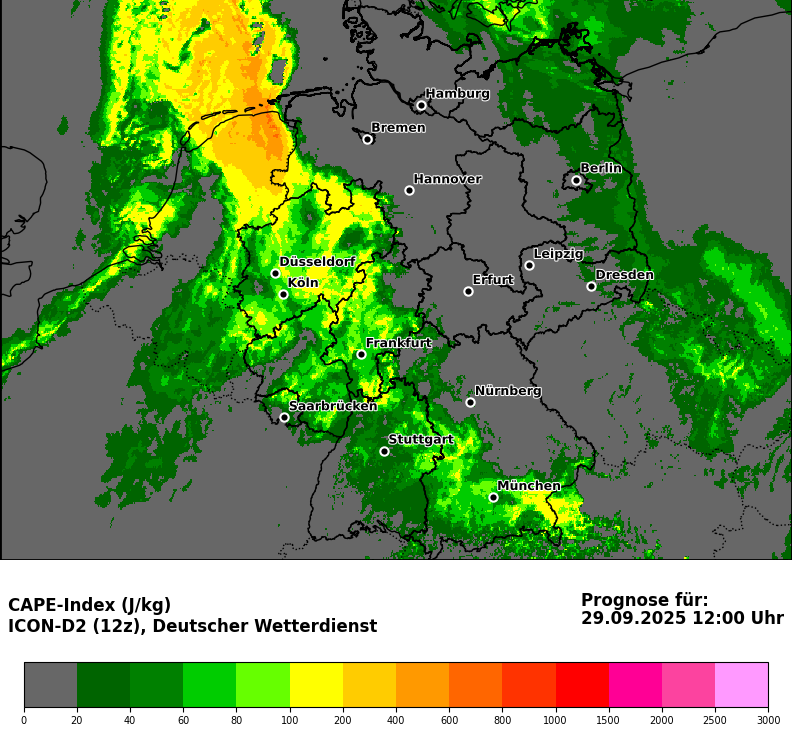 Hamburg
Bremen
Berlin
Hannover
Leipzig
Düsseldorf
Dresden
Köln
Erfurt
Frankfurt
Nürnberg
Saarbrücken
Stuttgart
München
CAPE-Index (J/kg)
ICON-D2 (12z), Deutscher Wetterdienst
Prognose für:
29.09.2025 12:00 Uhr
0 20 40 60 80 100 200 400 600 800 1000 1500 2000 2500 3000